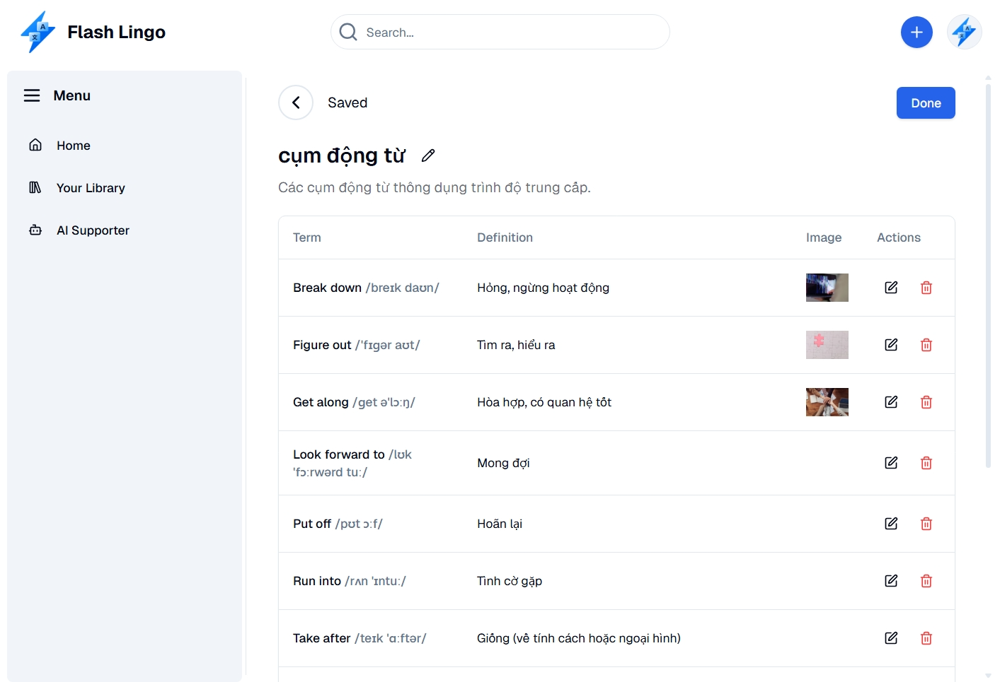 Flash Lingo
Search...
Menu
Home
Your Library
AI Supporter
Saved
Done
cụm động từ
Các cụm động từ thông dụng trình độ trung cấp.
Term Definition Image Actions
Break down /breɪk daʊn/ Hỏng, ngừng hoạt động
Figure out /ˈfɪɡər aʊt/ Tìm ra, hiểu ra
Get along /ɡet əˈlɔːŋ/ Hòa hợp, có quan hệ tốt
Look forward to /lʊk
ˈfɔːrwərd tuː/ Mong đợi
Put off /pʊt ɔːf/ Hoãn lại
Run into /rʌn ˈɪntuː/ Tình cờ gặp
Take after /teɪk ˈɑːftər/ Giống (về tính cách hoặc ngoại hình)